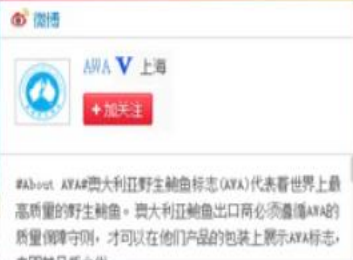 微博
AWA V 上海
+加关注
#About AWA#澳大利亚野生鲍鱼标志(AWA)代表着世界上最
高质量的野生鲍鱼。澳大利亚鲍鱼出口商必须遵循AWA的
质量保障守则，才可以在他们产品的包装上展示AWA标志，